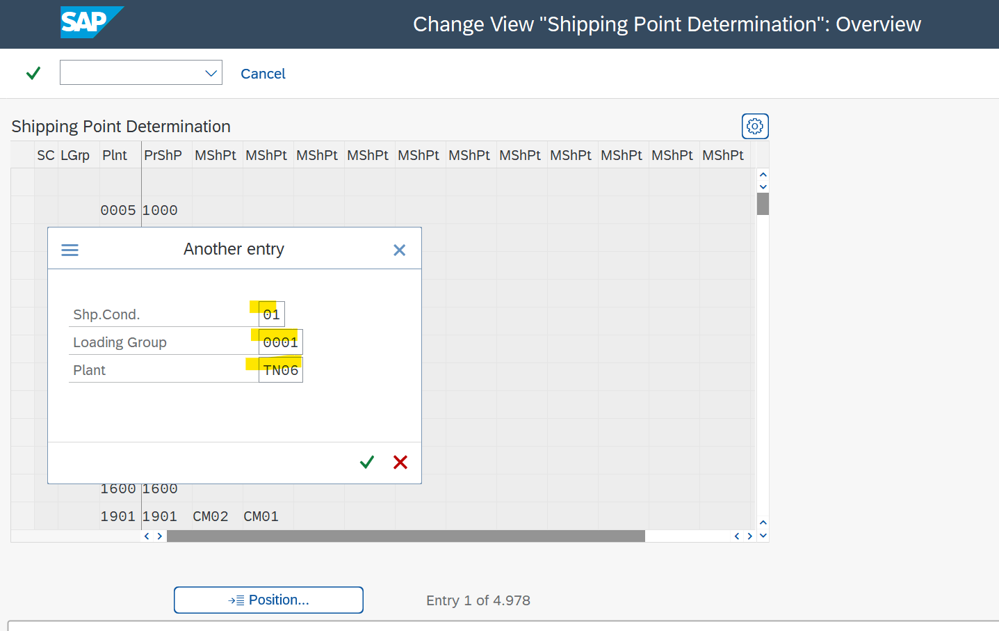 SAP
Change View "Shipping Point Determination": Overview
Cancel
Shipping Point Determination
SC LGrp Plnt PrShP MShPt MShPt MShPt MShPt MShPt MShPt MShPt MShPt MShPt MShPt MShPt
0005 1000
Another entry
Shp.Cond. 01
Loading Group 0001
Plant TN06
1600 1600
1901 1901 CM02 CM01
Position...
Entry 1 of 4.978